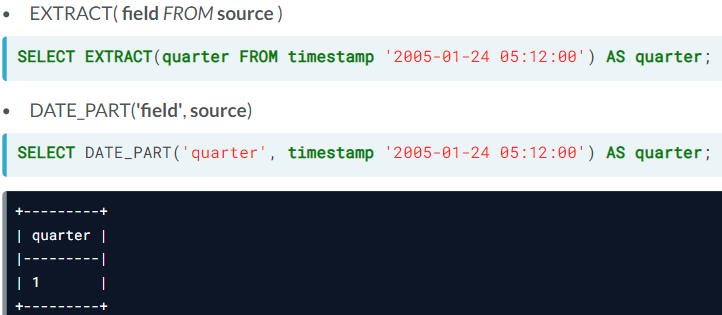 • EXTRACT( field FROM source )
SELECT EXTRACT(quarter FROM timestamp '2005-01-24 05:12:00') AS quarter;
• DATE_PART('field', source)
SELECT DATE_PART('quarter', timestamp '2005-01-24 05:12:00') AS quarter;
+---------+
| quarter |
|---------|
| 1       |
+---------+